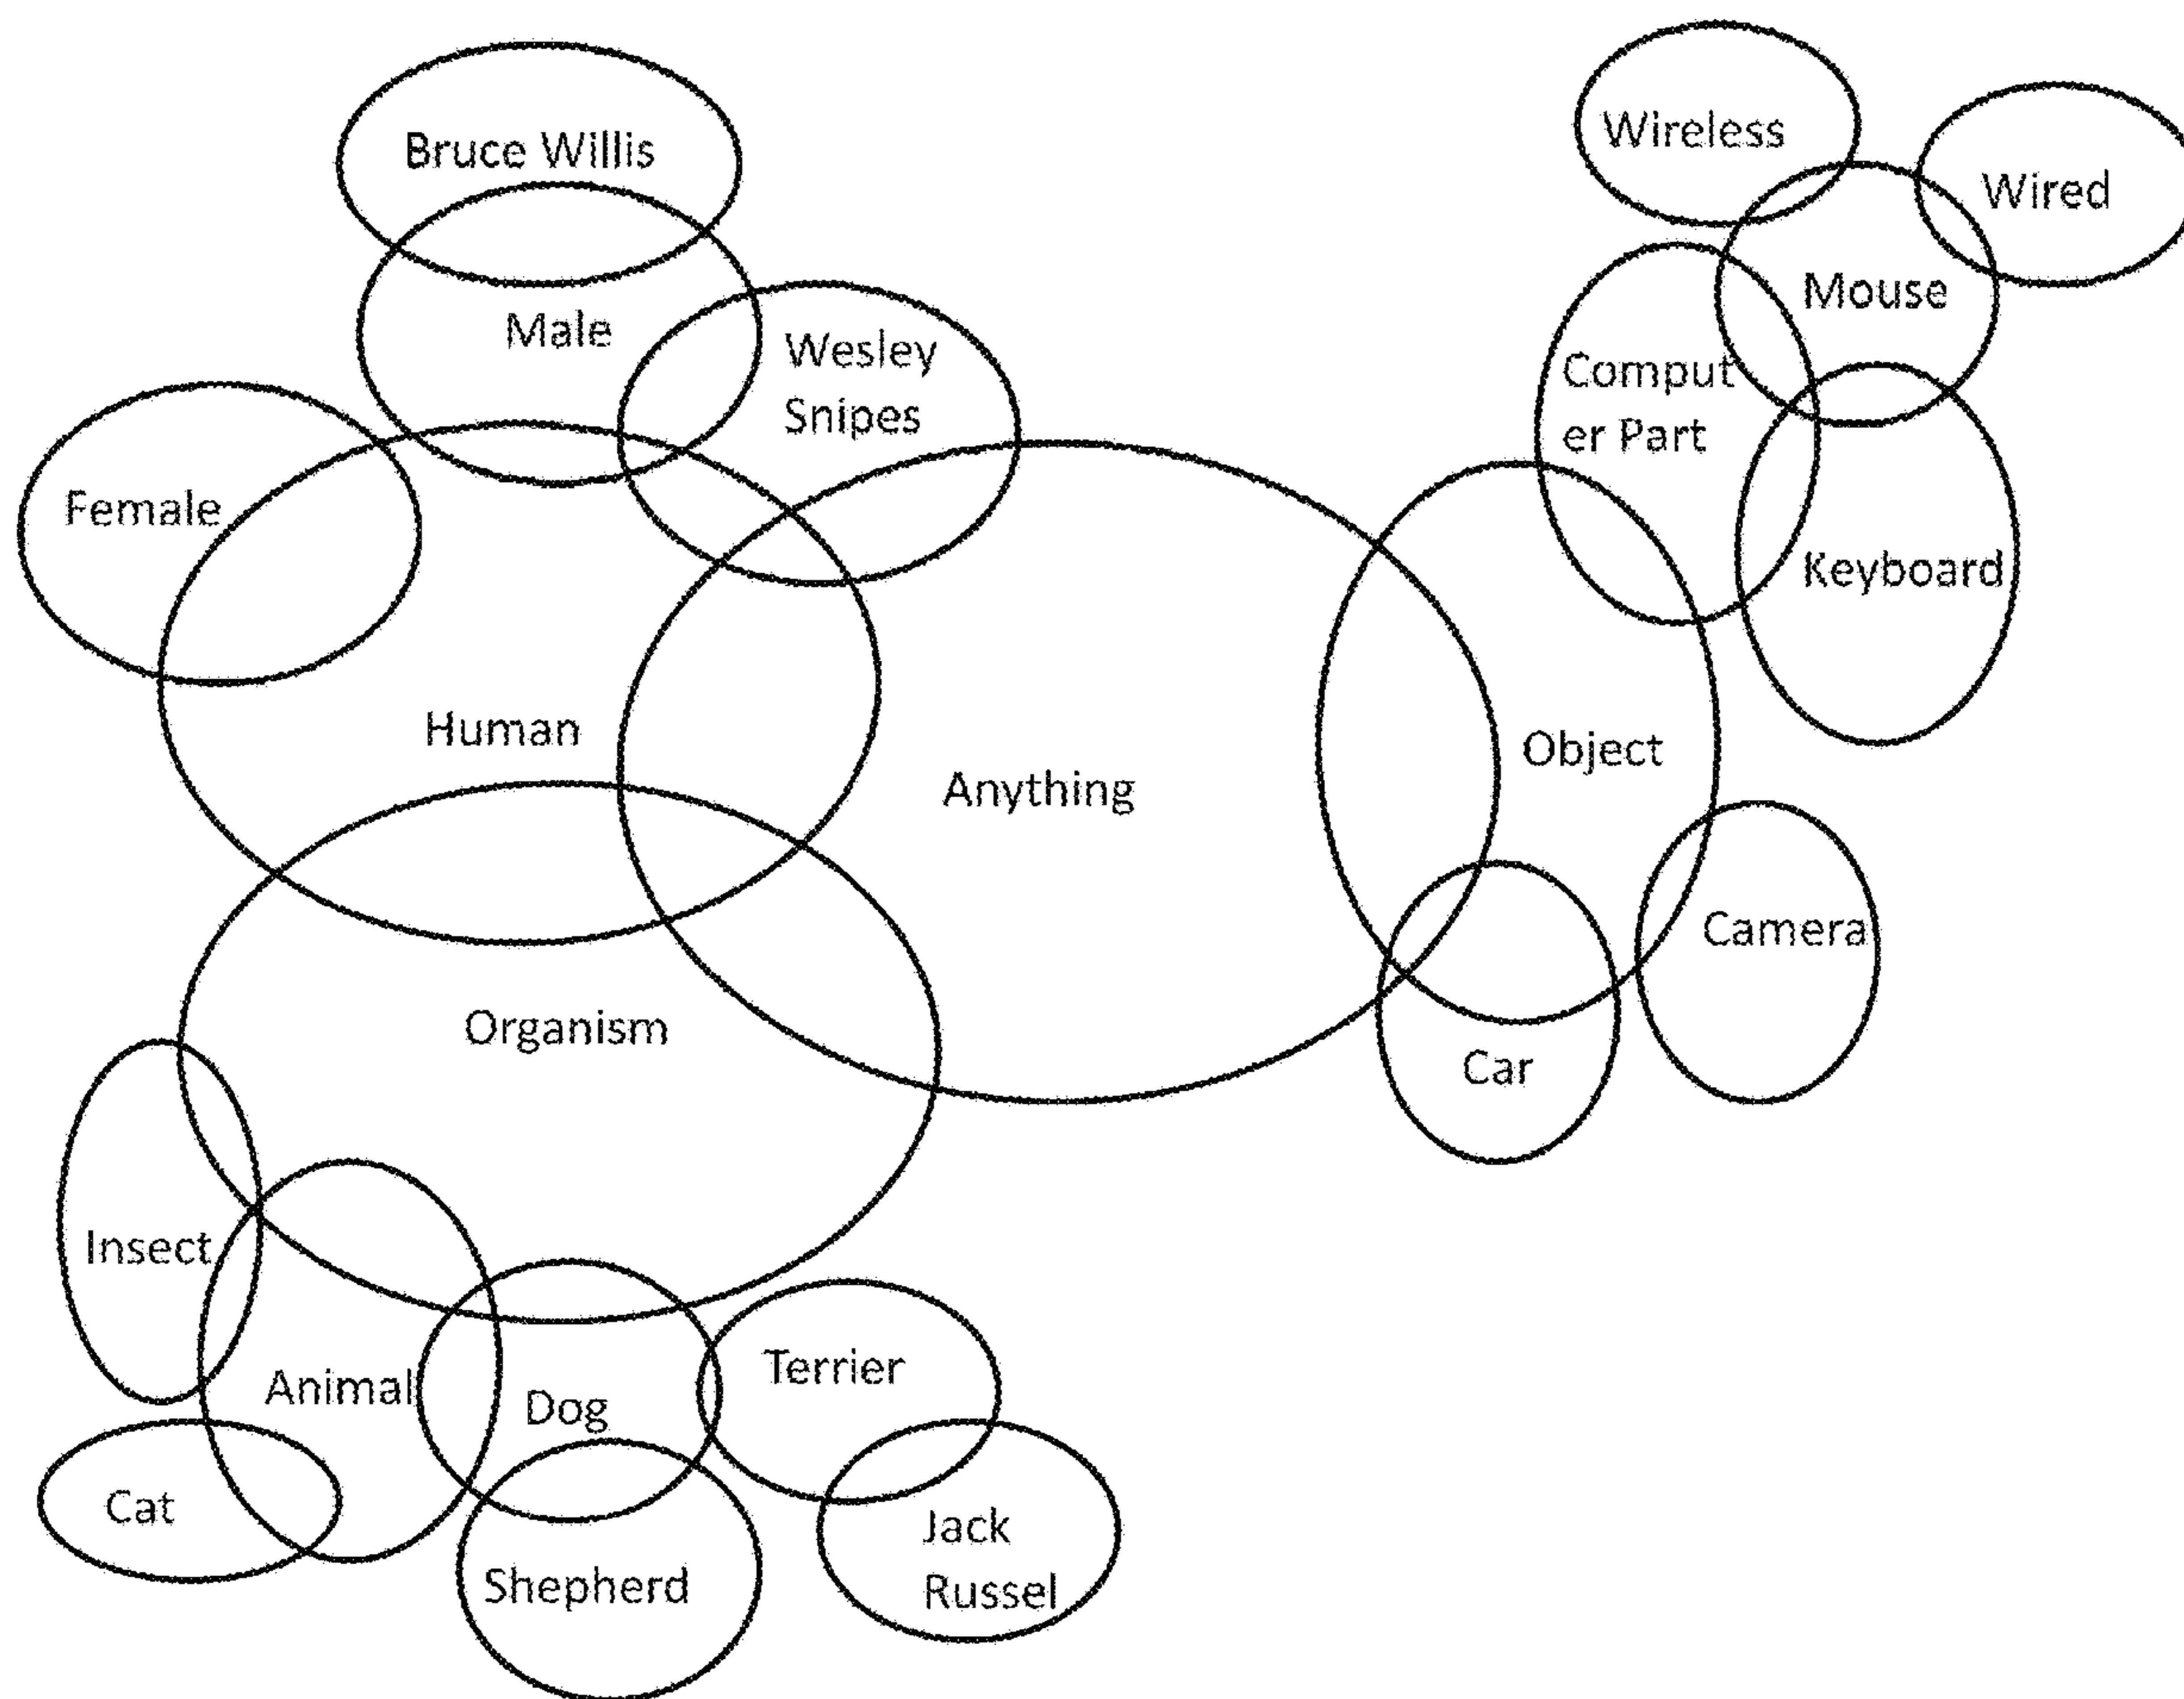 Bruce Willis
Wireless
Wired
Male
Wesley
Snipes
Mouse
Comput
er Part
Female
Keyboard
Human
Anything
Object
Camera
Organism
Car
Insect
Animal
Dog
Terrier
Cat
Shepherd
Jack
Russel